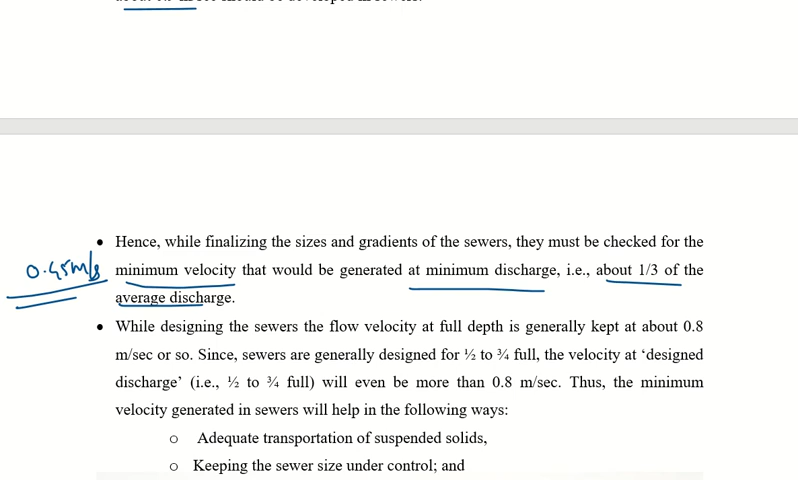 Hence, while finalizing the sizes and gradients of the sewers, they must be checked for the
0.45m/s
minimum velocity that would be generated at minimum discharge, i.e., about 1/3 of the
average discharge.
While designing the sewers the flow velocity at full depth is generally kept at about 0.8
m/sec or so. Since, sewers are generally designed for ½ to ¾ full, the velocity at ‘designed
discharge’ (i.e., ½ to ¾ full) will even be more than 0.8 m/sec. Thus, the minimum
velocity generated in sewers will help in the following ways:
o Adequate transportation of suspended solids,
o Keeping the sewer size under control; and